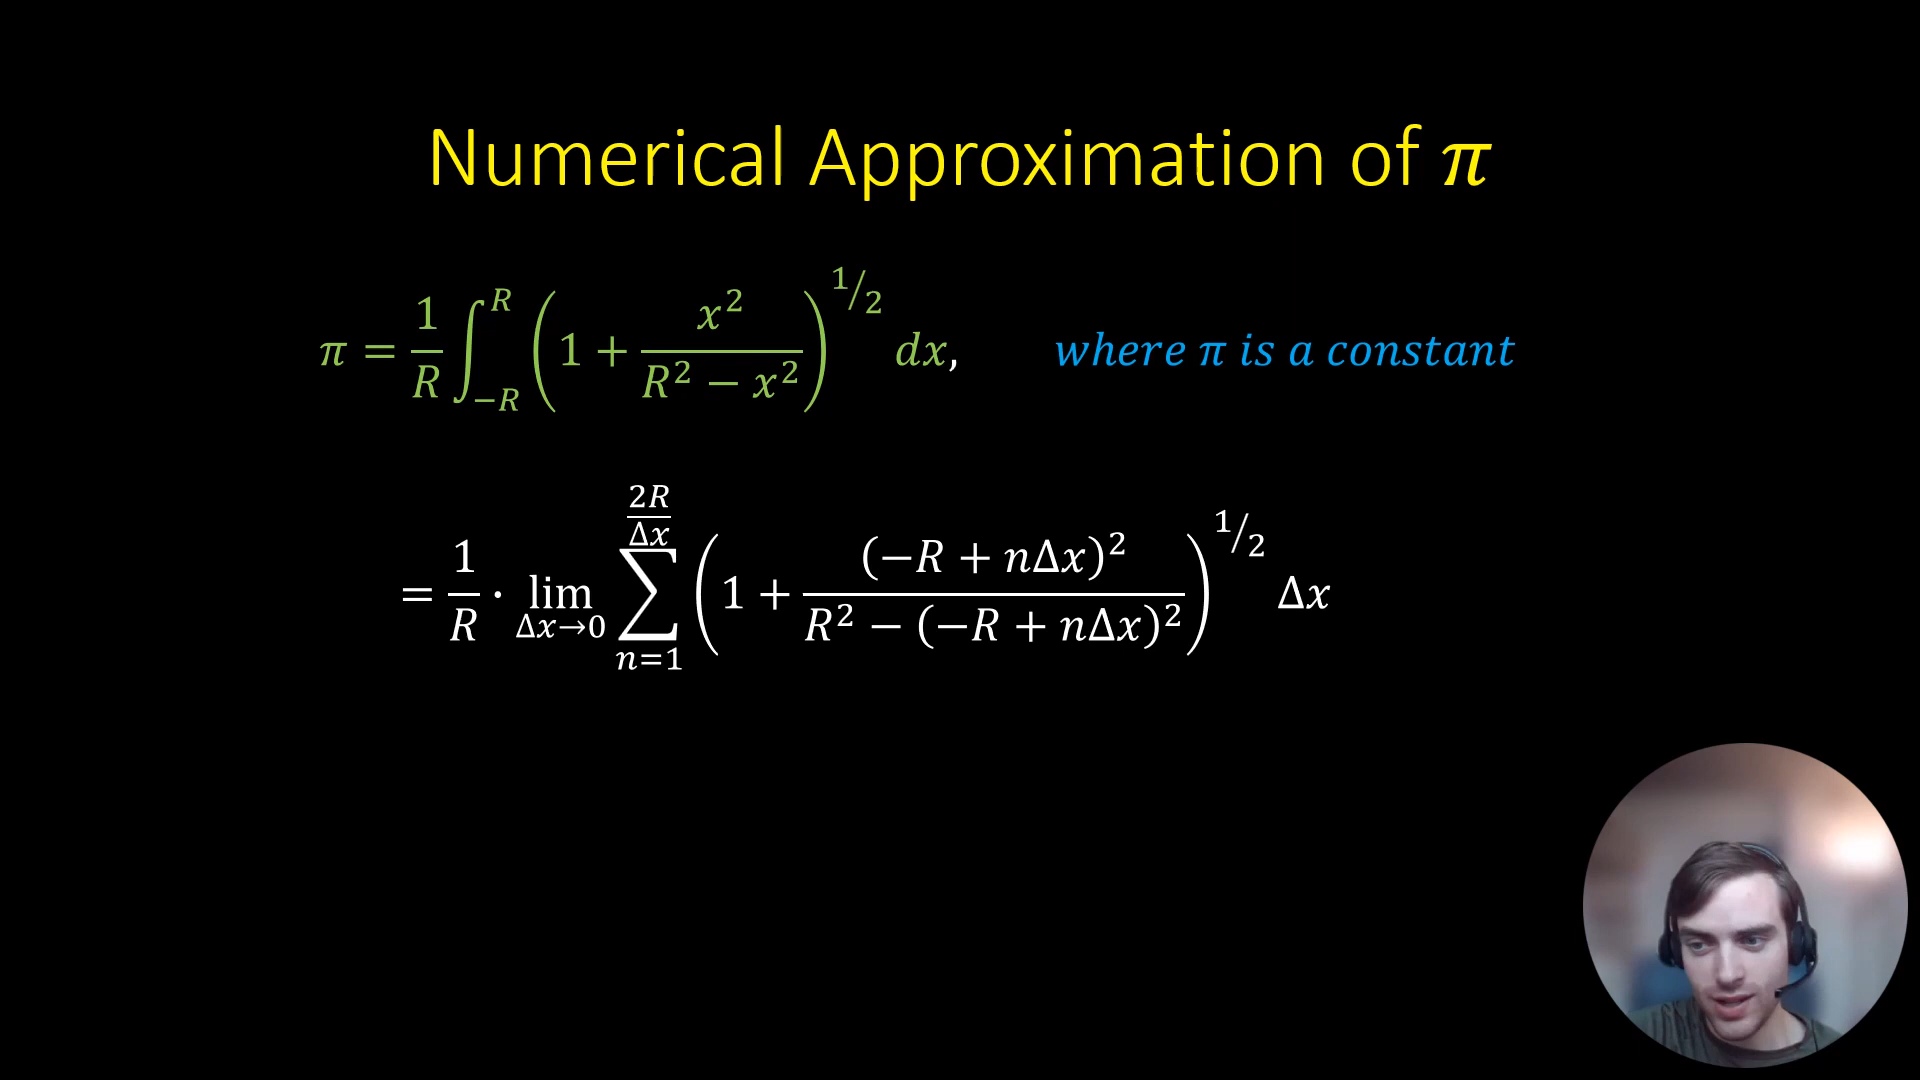 Numerical Approximation of π
π = 1/R ∫_{-R}^{R} (1 + x²/(R² − x²))^{1/2} dx, where π is a constant
= 1/R · lim_{Δx→0} ∑_{n=1}^{2R/Δx} (1 + (−R + nΔx)²/(R² − (−R + nΔx)²))^{1/2} Δx